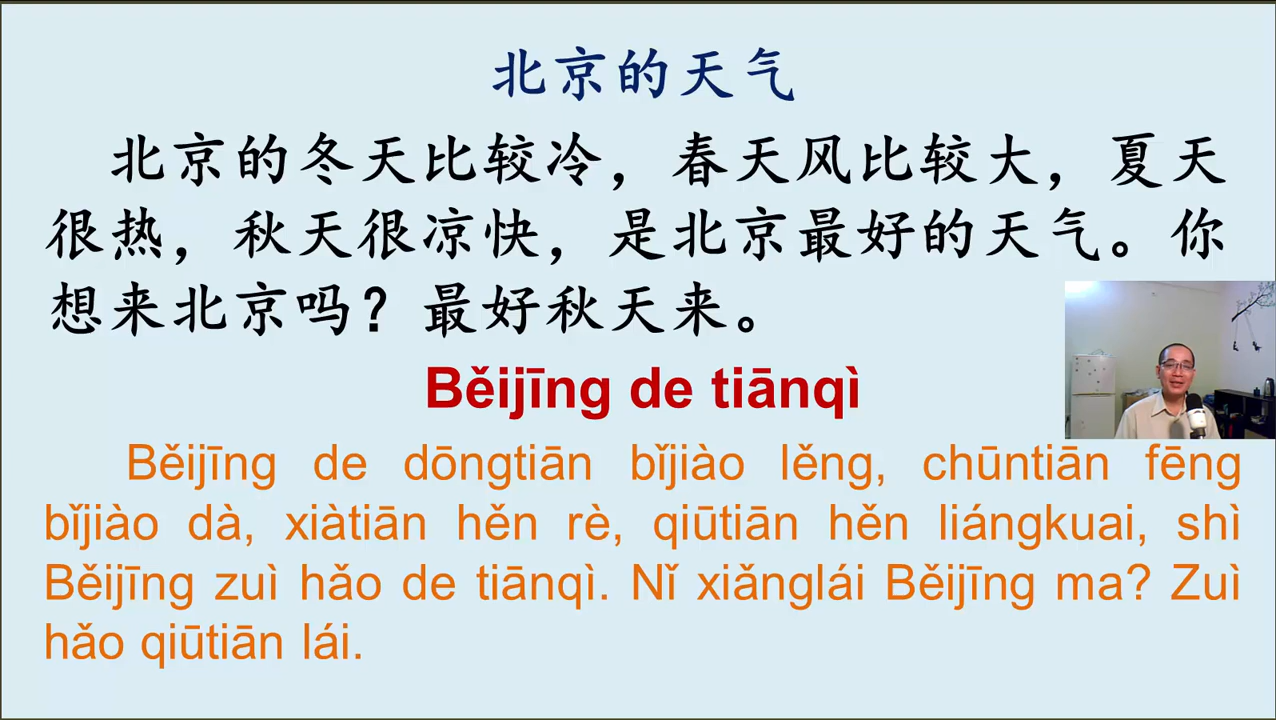 北京的天气
北京的冬天比较冷，春天风比较大，夏天
很热，秋天很凉快，是北京最好的天气。你
想来北京吗？最好秋天来。
Běijīng de tiānqì
Běijīng de dōngtiān bǐjiào lěng, chūntiān fēng
bǐjiào dà, xiàtiān hěn rè, qiūtiān hěn liángkuai, shì
Běijīng zuì hǎo de tiānqì. Nǐ xiǎnglái Běijīng ma? Zuì
hǎo qiūtiān lái.